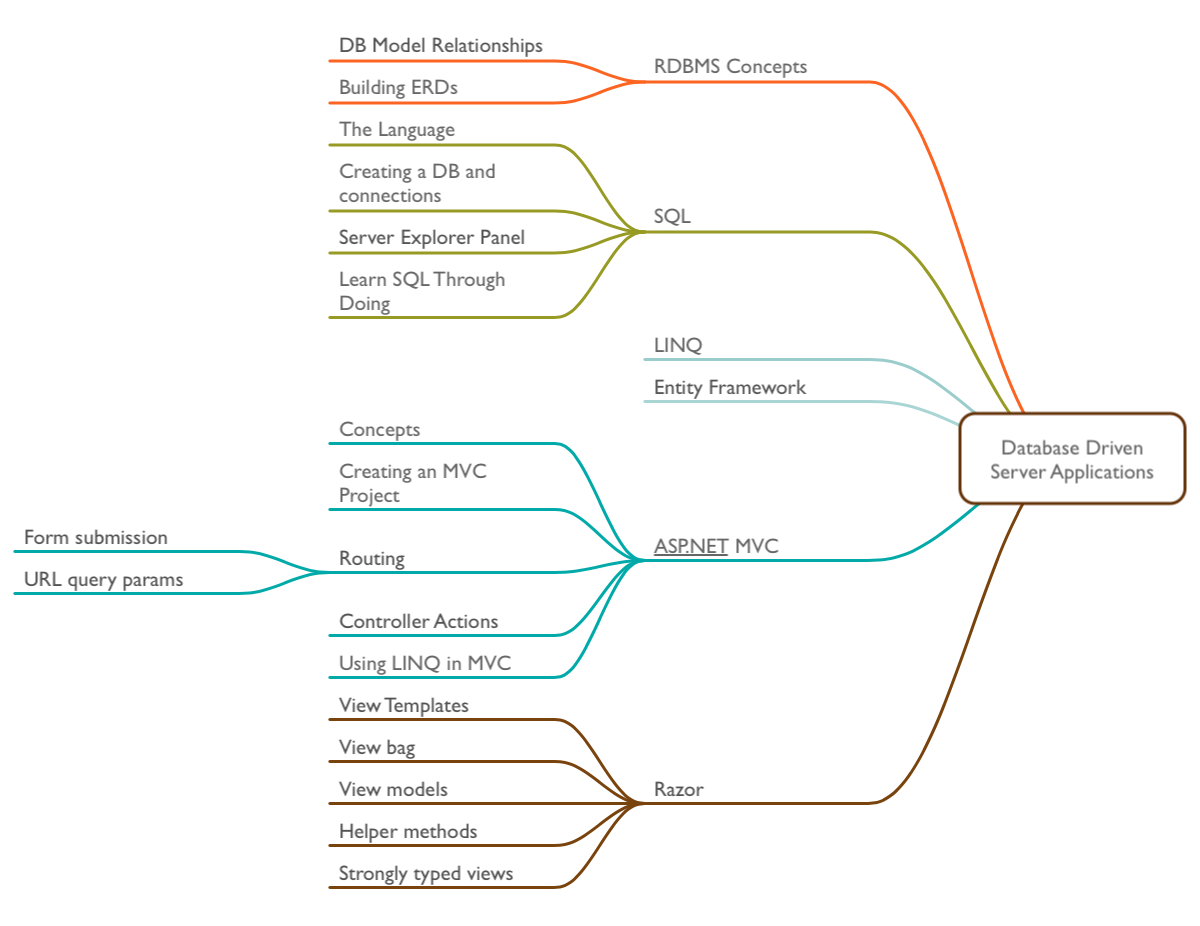 DB Model Relationships
Building ERDs
RDBMS Concepts
The Language
Creating a DB and
connections
Server Explorer Panel
Learn SQL Through
Doing
SQL
LINQ
Entity Framework
Database Driven
Server Applications
Concepts
Creating an MVC
Project
Routing
Form submission
URL query params
Controller Actions
Using LINQ in MVC
ASP.NET MVC
View Templates
View bag
View models
Helper methods
Strongly typed views
Razor